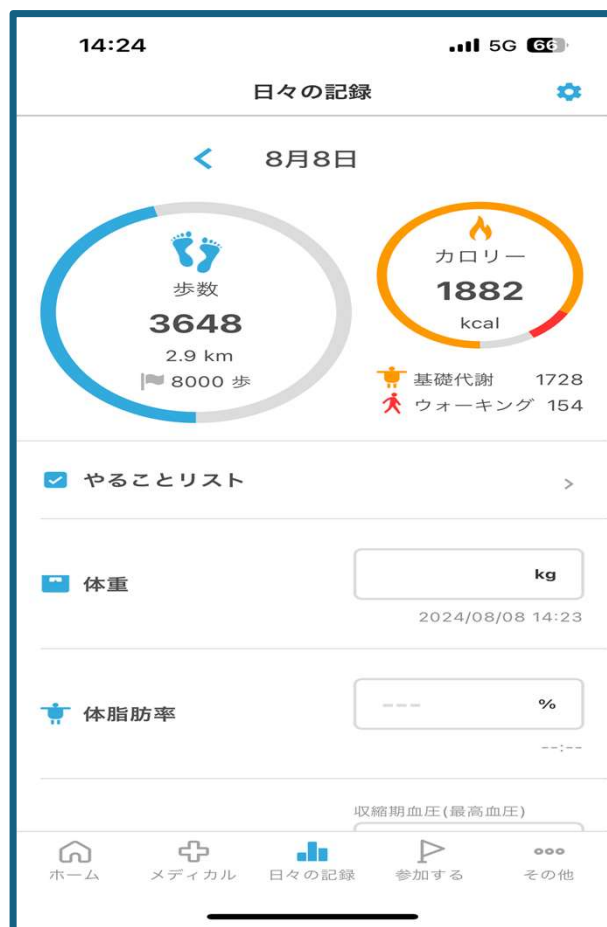 14:24 5G 66
日々の記録
8月8日
歩数
3648
2.9 km
8000 歩
カロリー
1882
kcal
基礎代謝 1728
ウォーキング 154
やることリスト
体重 kg
2024/08/08 14:23
体脂肪率 --- %
--:--
収縮期血圧(最高血圧)
ホーム メディカル 日々の記録 参加する その他